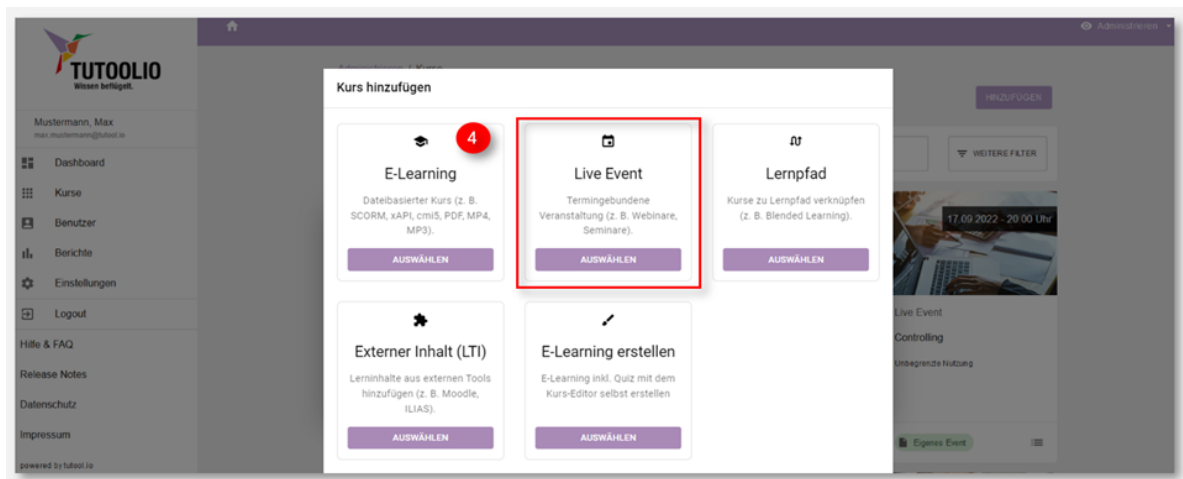 TUTOOLIO
Wissen beflügelt.
Mustermann, Max
max.mustermann@tutool.io
Dashboard
Kurse
Benutzer
Berichte
Einstellungen
Logout
Hilfe & FAQ
Release Notes
Datenschutz
Impressum
powered by tutool.io
Administrieren
Administrieren / Kurse
HINZUFÜGEN
WEITERE FILTER
Kurs hinzufügen
4
E-Learning
Dateibasierter Kurs (z. B.
SCORM, xAPI, cmi5, PDF, MP4,
MP3).
AUSWÄHLEN
Live Event
Termingebundene
Veranstaltung (z. B. Webinare,
Seminare).
AUSWÄHLEN
Lernpfad
Kurse zu Lernpfad verknüpfen
(z. B. Blended Learning).
AUSWÄHLEN
Externer Inhalt (LTI)
Lerninhalte aus externen Tools
hinzufügen (z. B. Moodle,
ILIAS).
AUSWÄHLEN
E-Learning erstellen
E-Learning inkl. Quiz mit dem
Kurs-Editor selbst erstellen
AUSWÄHLEN
17.09.2022 - 20:00 Uhr
Live Event
Controlling
Unbegrenzte Nutzung
Eigenes Event